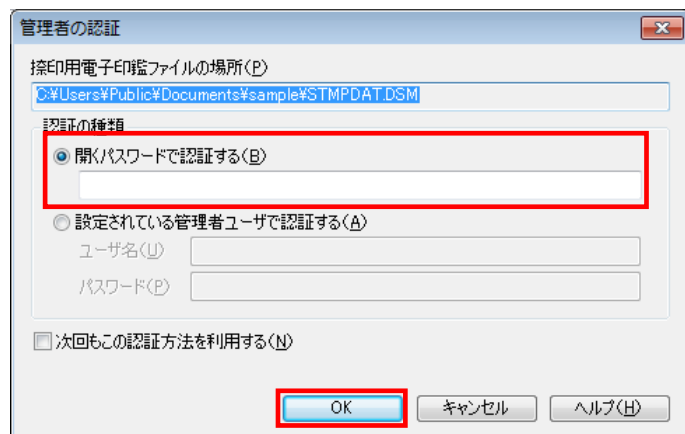 管理者の認証
捺印用電子印鑑ファイルの場所(P)
C:¥Users¥Public¥Documents¥sample¥STMPDAT.DSM
認証の種類
開くパスワードで認証する(B)
設定されている管理者ユーザで認証する(A)
ユーザ名(U)
パスワード(P)
次回もこの認証方法を利用する(N)
OK キャンセル ヘルプ(H)